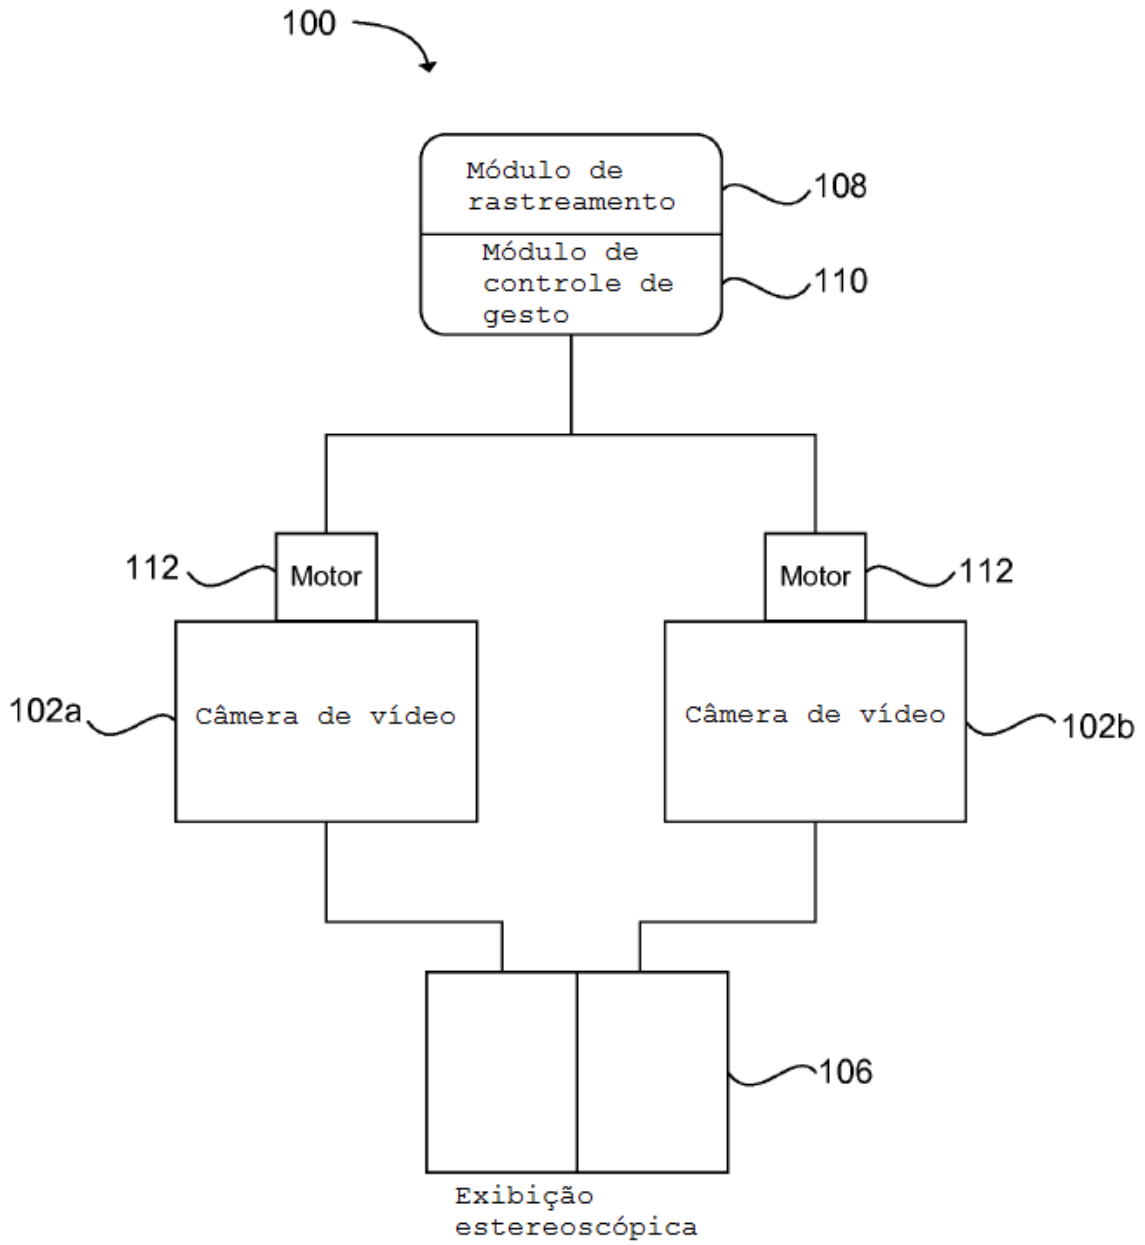 100
Módulo de
rastreamento
108
Módulo de
controle de
gesto
110
112
Motor
Motor
112
102a
Câmera de vídeo
Câmera de vídeo
102b
106
Exibição
estereoscópica